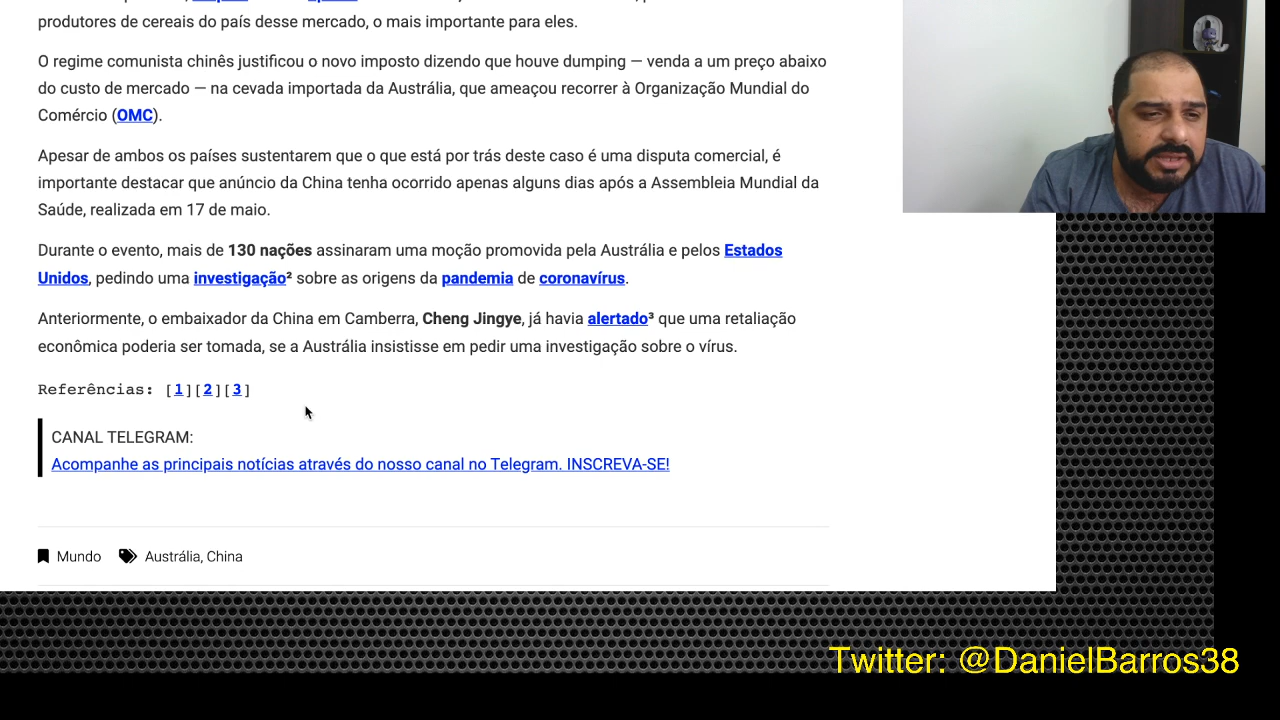 produtores de cereais do país desse mercado, o mais importante para eles.
O regime comunista chinês justificou o novo imposto dizendo que houve dumping — venda a um preço abaixo
do custo de mercado — na cevada importada da Austrália, que ameaçou recorrer à Organização Mundial do
Comércio (OMC).
Apesar de ambos os países sustentarem que o que está por trás deste caso é uma disputa comercial, é
importante destacar que anúncio da China tenha ocorrido apenas alguns dias após a Assembleia Mundial da
Saúde, realizada em 17 de maio.
Durante o evento, mais de 130 nações assinaram uma moção promovida pela Austrália e pelos Estados
Unidos, pedindo uma investigação² sobre as origens da pandemia de coronavírus.
Anteriormente, o embaixador da China em Camberra, Cheng Jingye, já havia alertado³ que uma retaliação
econômica poderia ser tomada, se a Austrália insistisse em pedir uma investigação sobre o vírus.
Referências: [1][2][3]
CANAL TELEGRAM:
Acompanhe as principais notícias através do nosso canal no Telegram. INSCREVA-SE!
Mundo Austrália, China
Twitter: @DanielBarros38